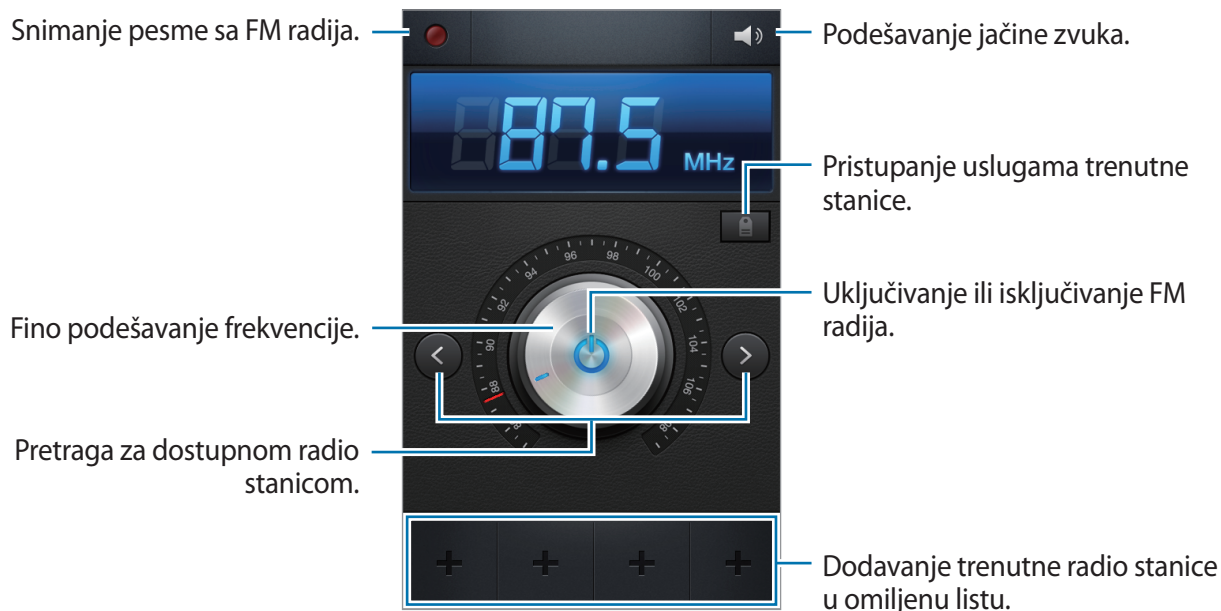 Snimanje pesme sa FM radija.
Podešavanje jačine zvuka.
87.5 MHz
Pristupanje uslugama trenutne
stanice.
96 98
94 100
92 102
Uključivanje ili isključivanje FM
radija.
Fino podešavanje frekvencije.
90 104
88 106
108
Pretraga za dostupnom radio
stanicom.
Dodavanje trenutne radio stanice
u omiljenu listu.